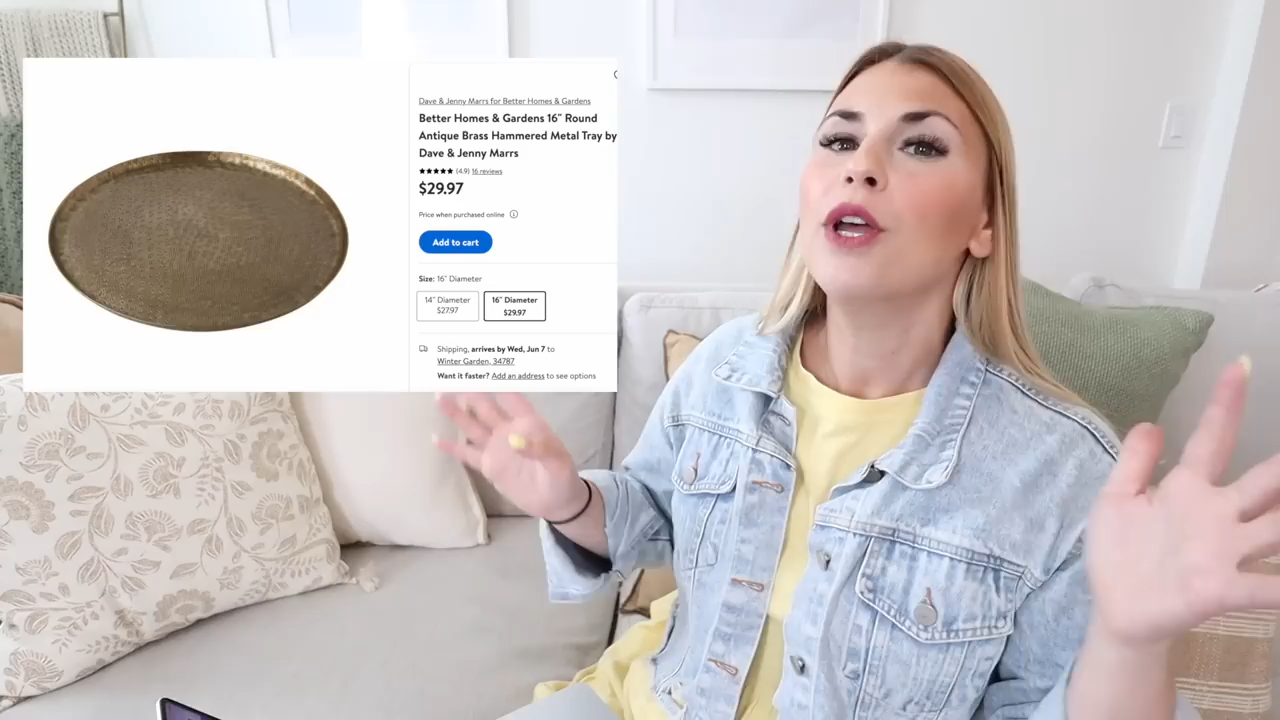 Dave & Jenny Marrs for Better Homes & Gardens
Better Homes & Gardens 16" Round
Antique Brass Hammered Metal Tray by
Dave & Jenny Marrs
★★★★★ (4.9) 16 reviews
$29.97
Price when purchased online
Add to cart
Size: 16" Diameter
14" Diameter
$27.97
16" Diameter
$29.97
Shipping, arrives by Wed, Jun 7 to
Winter Garden, 34787
Want it faster? Add an address to see options